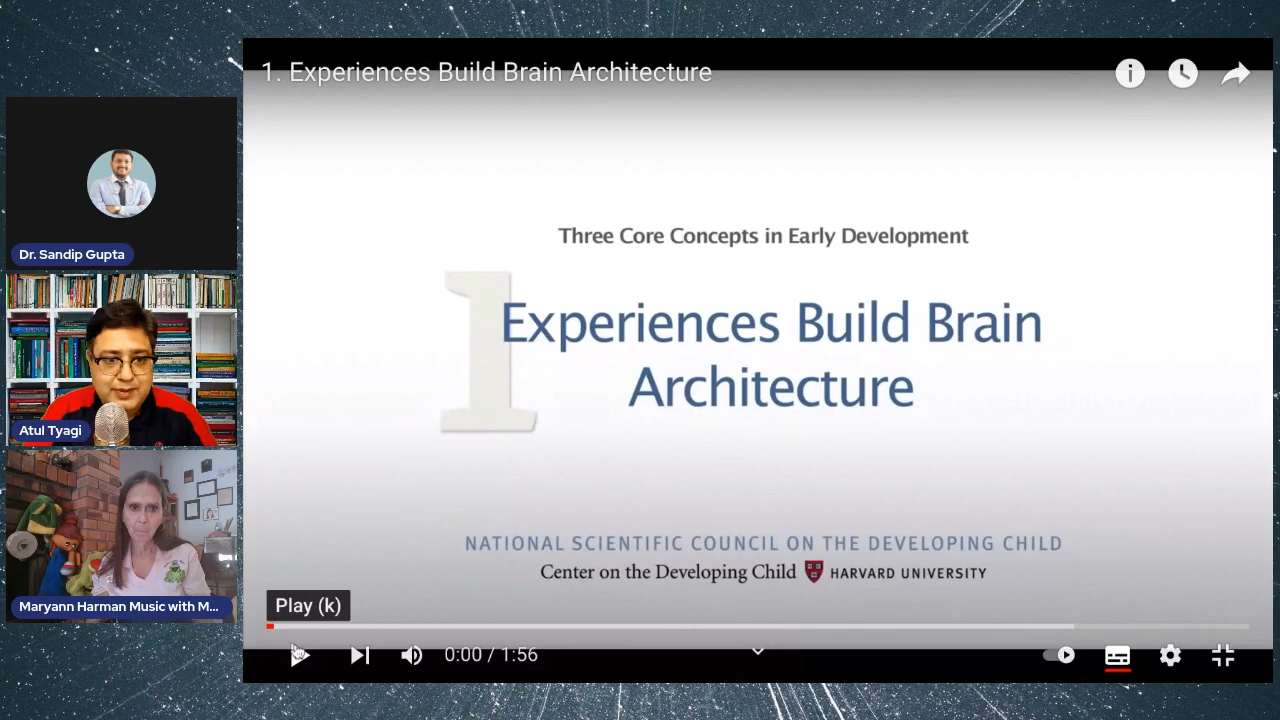 1. Experiences Build Brain Architecture
Dr. Sandip Gupta
Atul Tyagi
Maryann Harman Music with M...
Three Core Concepts in Early Development
1
Experiences Build Brain
Architecture
NATIONAL SCIENTIFIC COUNCIL ON THE DEVELOPING CHILD
Center on the Developing Child HARVARD UNIVERSITY
Play (k)
0:00 / 1:56